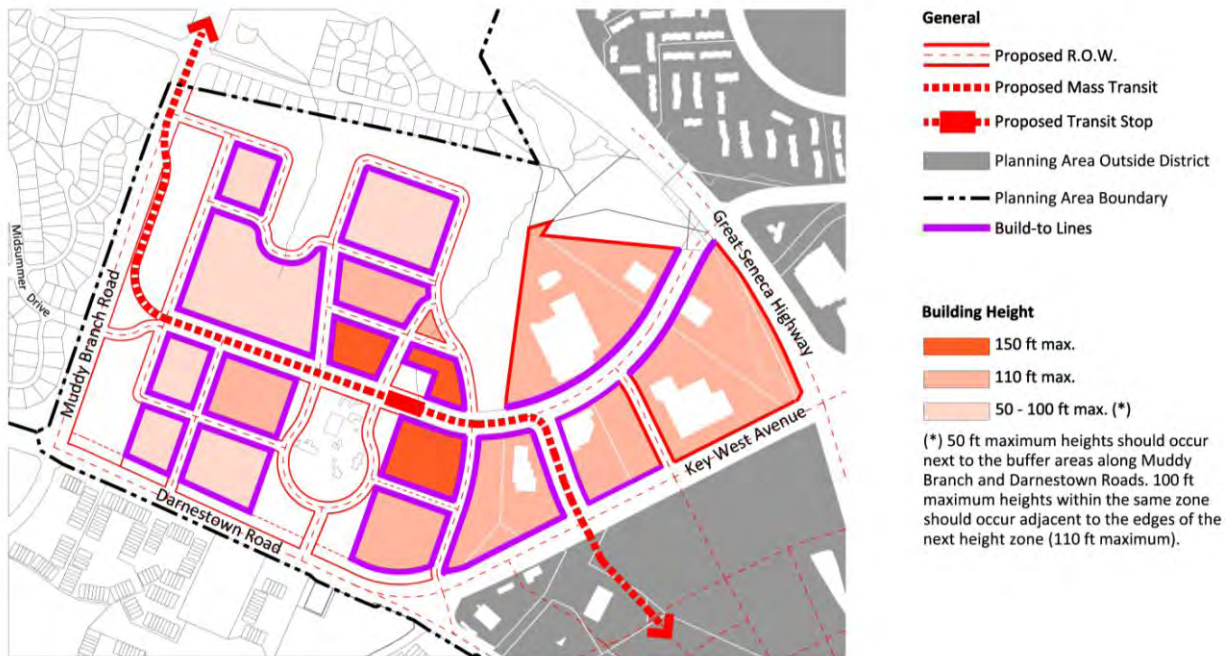 Midsummer Drive
Muddy Branch Road
Darnestown Road
Great Seneca Highway
Key West Avenue
General
Proposed R.O.W.
Proposed Mass Transit
Proposed Transit Stop
Planning Area Outside District
Planning Area Boundary
Build-to Lines
Building Height
150 ft max.
110 ft max.
50 - 100 ft max. (*)
(*) 50 ft maximum heights should occur
next to the buffer areas along Muddy
Branch and Darnestown Roads. 100 ft
maximum heights within the same zone
should occur adjacent to the edges of the
next height zone (110 ft maximum).